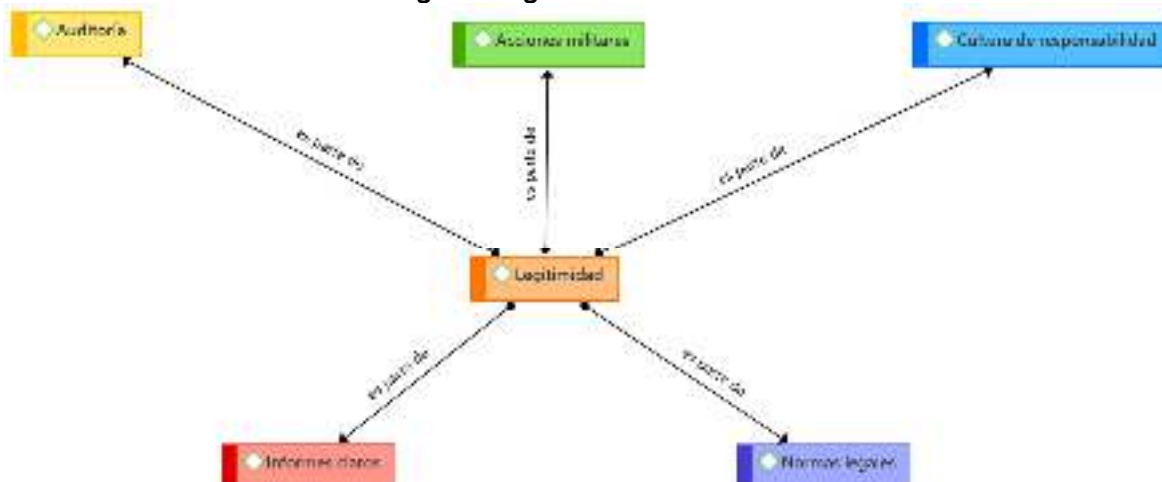 Auditoría
Acciones militares
Cultura de responsabilidad
es parte de
es parte de
es parte de
Legitimidad
es parte de
es parte de
Informes claros
Normas legales